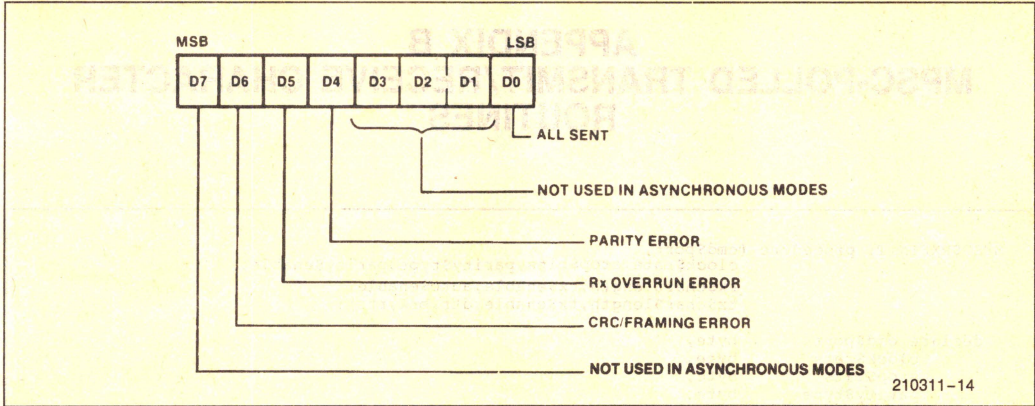 MSB LSB
D7 D6 D5 D4 D3 D2 D1 D0
ALL SENT
NOT USED IN ASYNCHRONOUS MODES
PARITY ERROR
Rx OVERRUN ERROR
CRC/FRAMING ERROR
NOT USED IN ASYNCHRONOUS MODES
210311-14